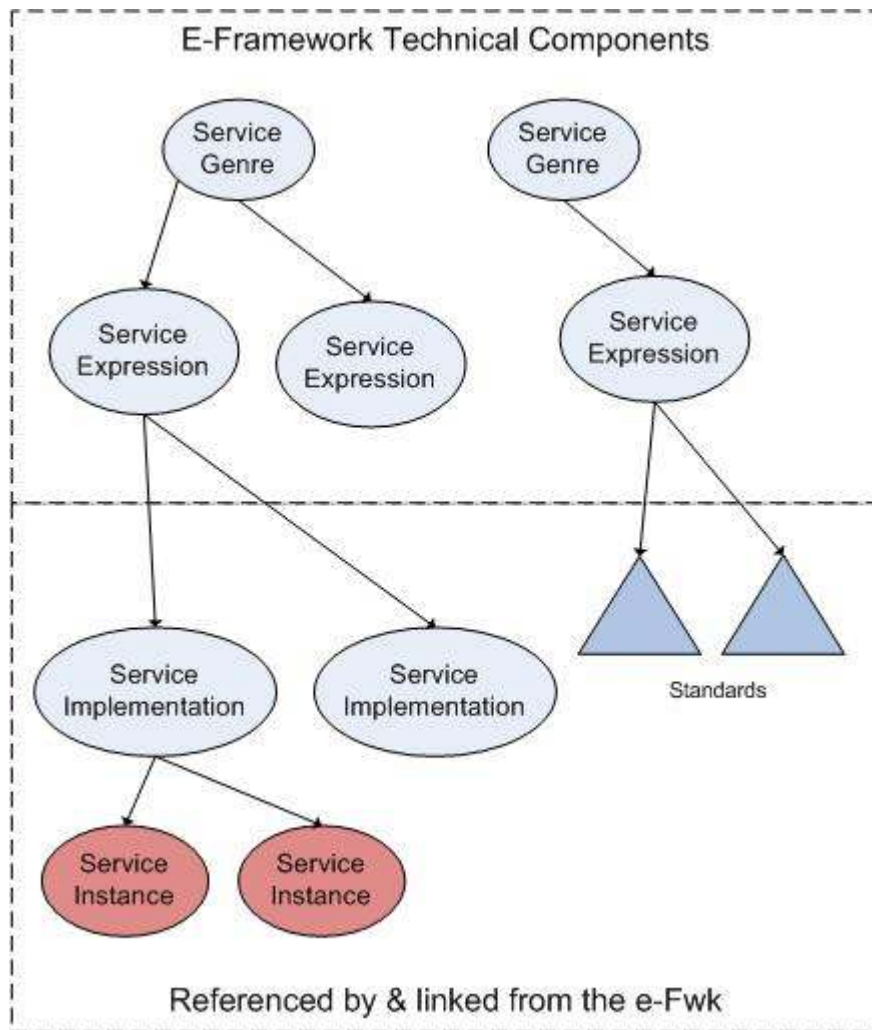 E-Framework Technical Components
Service
Genre
Service
Genre
Service
Expression
Service
Expression
Service
Expression
Service
Implementation
Service
Implementation
Standards
Service
Instance
Service
Instance
Referenced by & linked from the e-Fwk